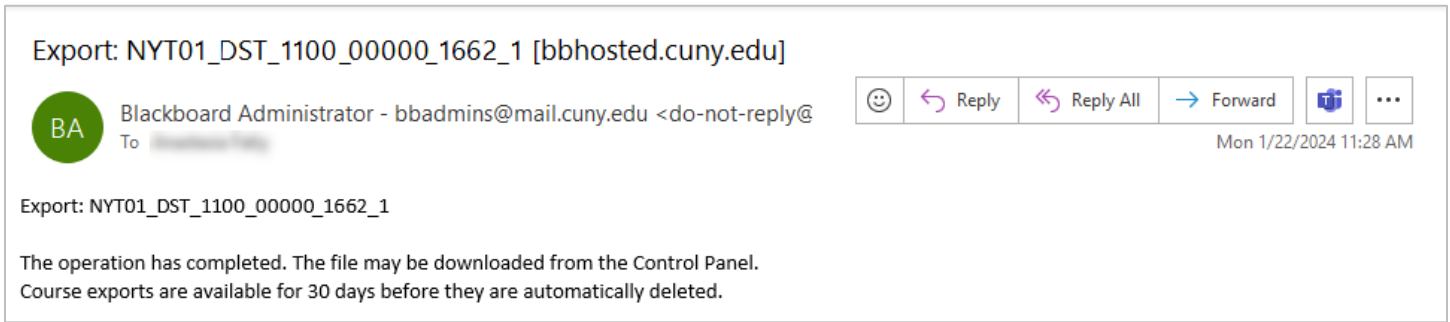 Export: NYT01_DST_1100_00000_1662_1 [bbhosted.cuny.edu]
BA
Blackboard Administrator - bbadmins@mail.cuny.edu <do-not-reply@
To
Reply
Reply All
Forward
Mon 1/22/2024 11:28 AM
Export: NYT01_DST_1100_00000_1662_1
The operation has completed. The file may be downloaded from the Control Panel.
Course exports are available for 30 days before they are automatically deleted.